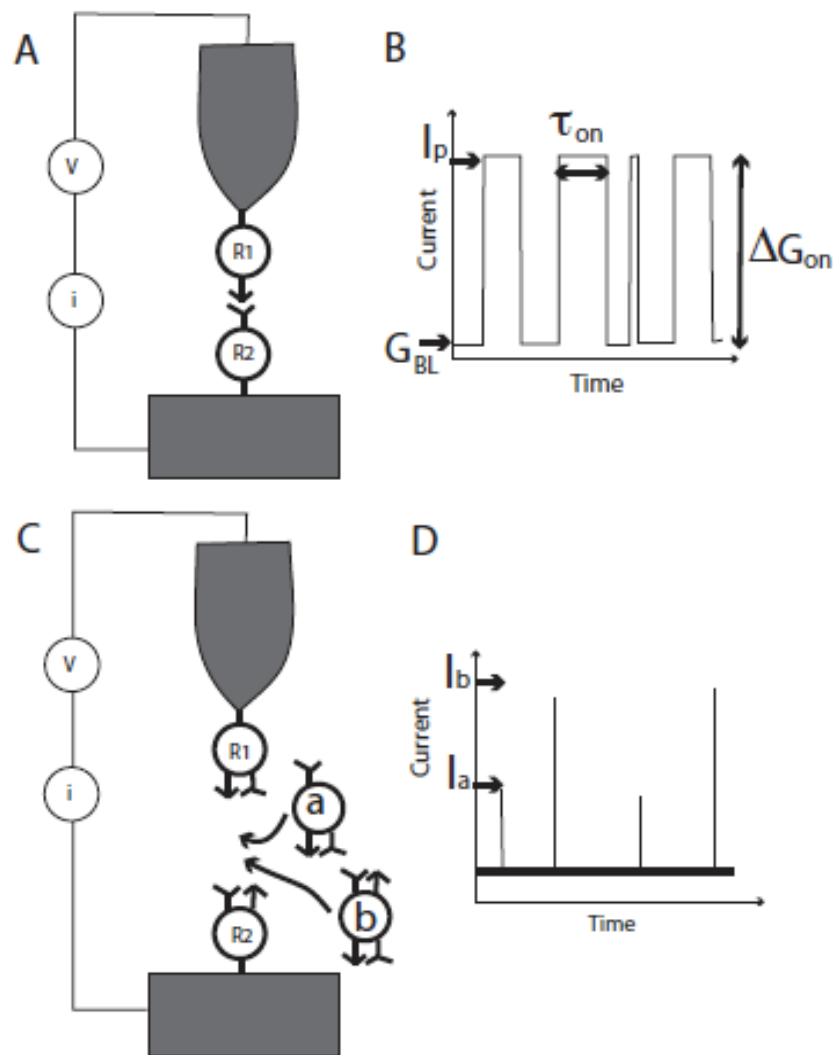 A
V
i
R1
R2
B
Ip
τon
Current
ΔGon
GBL
Time
C
V
i
R1
a
b
R2
D
Ib
Current
Ia
Time